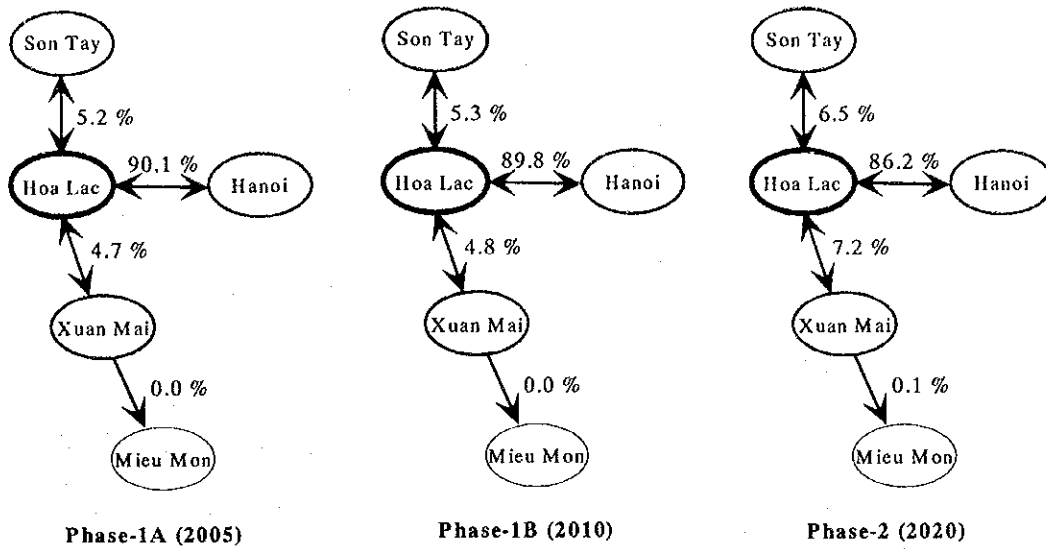 Son Tay
5.2 %
90.1 %
Hoa Lac
Hanoi
4.7 %
Xuan Mai
0.0 %
Mieu Mon
Phase-1A (2005)
Son Tay
5.3 %
89.8 %
Hoa Lac
Hanoi
4.8 %
Xuan Mai
0.0 %
Mieu Mon
Phase-1B (2010)
Son Tay
6.5 %
86.2 %
Hoa Lac
Hanoi
7.2 %
Xuan Mai
0.1 %
Mieu Mon
Phase-2 (2020)